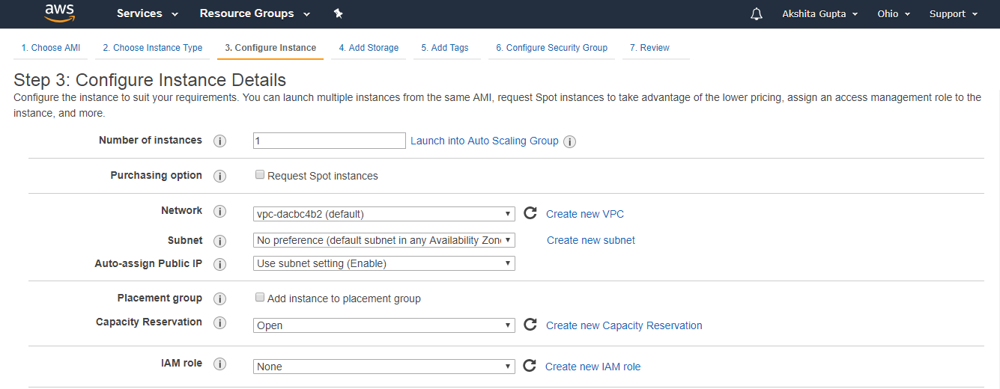 aws Services Resource Groups Akshita Gupta Ohio Support
1. Choose AMI 2. Choose Instance Type 3. Configure Instance 4. Add Storage 5. Add Tags 6. Configure Security Group 7. Review
Step 3: Configure Instance Details
Configure the instance to suit your requirements. You can launch multiple instances from the same AMI, request Spot instances to take advantage of the lower pricing, assign an access management role to the
instance, and more.
Number of instances i 1 Launch into Auto Scaling Group i
Purchasing option i Request Spot instances
Network i vpc-dacbc4b2 (default) Create new VPC
Subnet i No preference (default subnet in any Availability Zon Create new subnet
Auto-assign Public IP i Use subnet setting (Enable)
Placement group i Add instance to placement group
Capacity Reservation i Open Create new Capacity Reservation
IAM role i None Create new IAM role